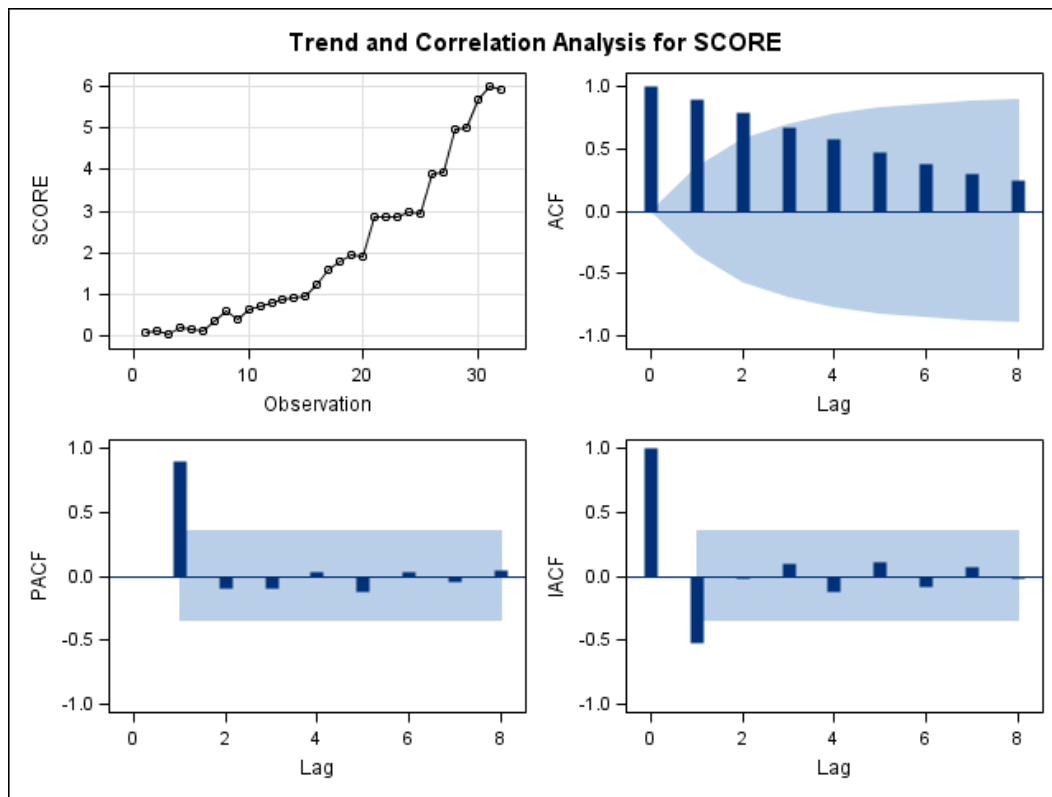 Trend and Correlation Analysis for SCORE
6
5
4
3
2
1
0
SCORE
0 10 20 30
Observation
1.0
0.5
0.0
-0.5
-1.0
ACF
0 2 4 6 8
Lag
1.0
0.5
0.0
-0.5
-1.0
PACF
0 2 4 6 8
Lag
1.0
0.5
0.0
-0.5
-1.0
IACF
0 2 4 6 8
Lag